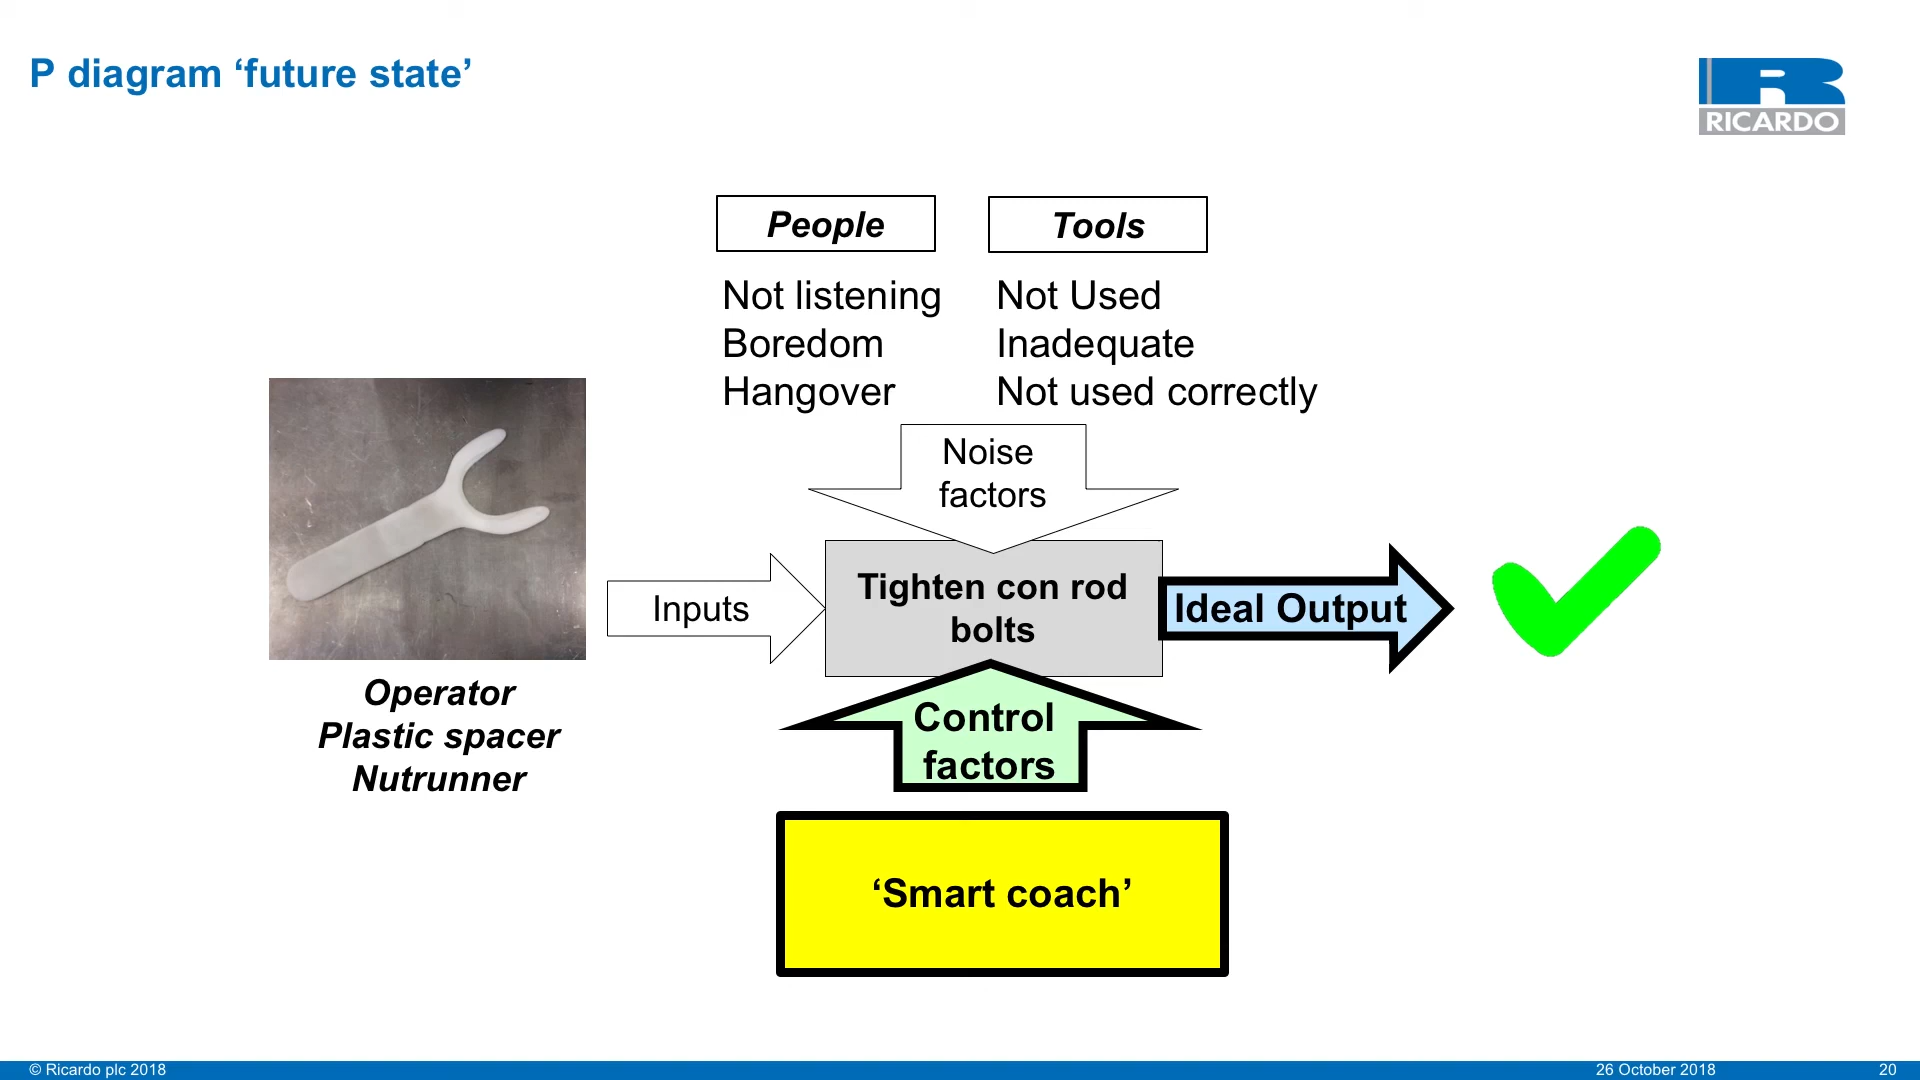 P diagram ‘future state’
RICARDO
People
Tools
Not listening
Boredom
Hangover
Not Used
Inadequate
Not used correctly
Noise
factors
Inputs
Tighten con rod
bolts
Ideal Output
Operator
Plastic spacer
Nutrunner
Control
factors
‘Smart coach’
© Ricardo plc 2018
26 October 2018
20